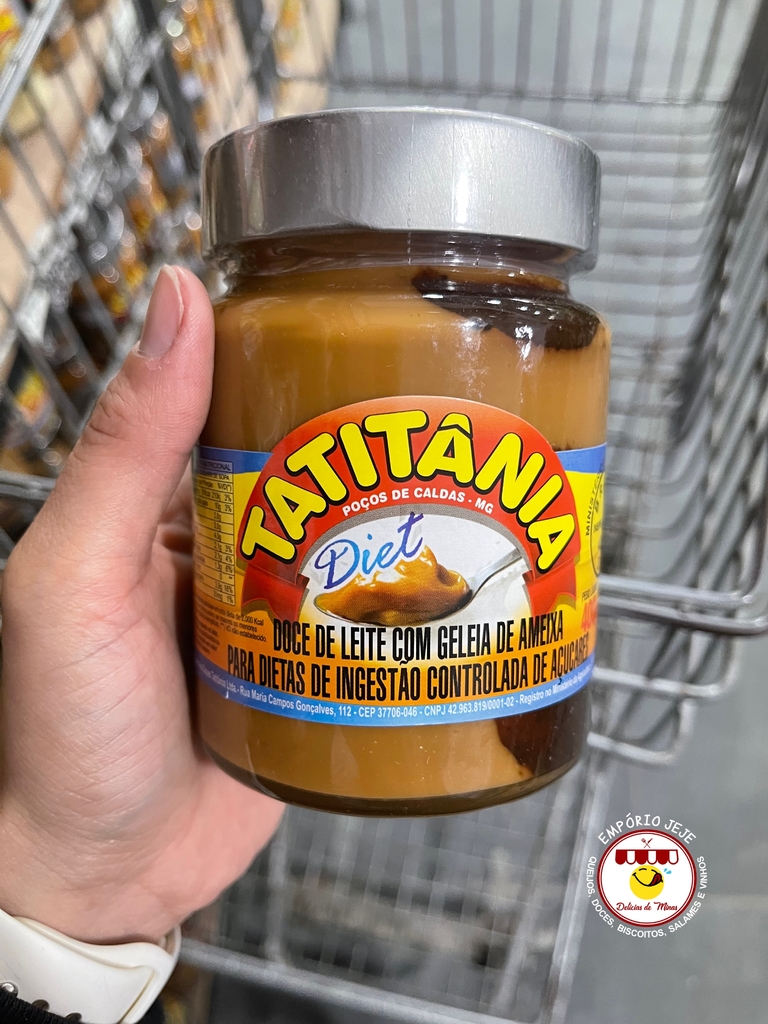 TATITÂNIA
POÇOS DE CALDAS - MG
Diet
DOCE DE LEITE COM GELEIA DE AMEIXA
PARA DIETAS DE INGESTÃO CONTROLADA DE AÇUCARES
Ltda - Rua Maria Campos Gonçalves, 112 - CEP 37706-046 - CNPJ 42.963.819/0001-02 - Registro no Ministério
EMPÓRIO JEJE
Delícias de Minas
QUEIJOS, DOCES, BISCOITOS, SALAMES E VINHOS